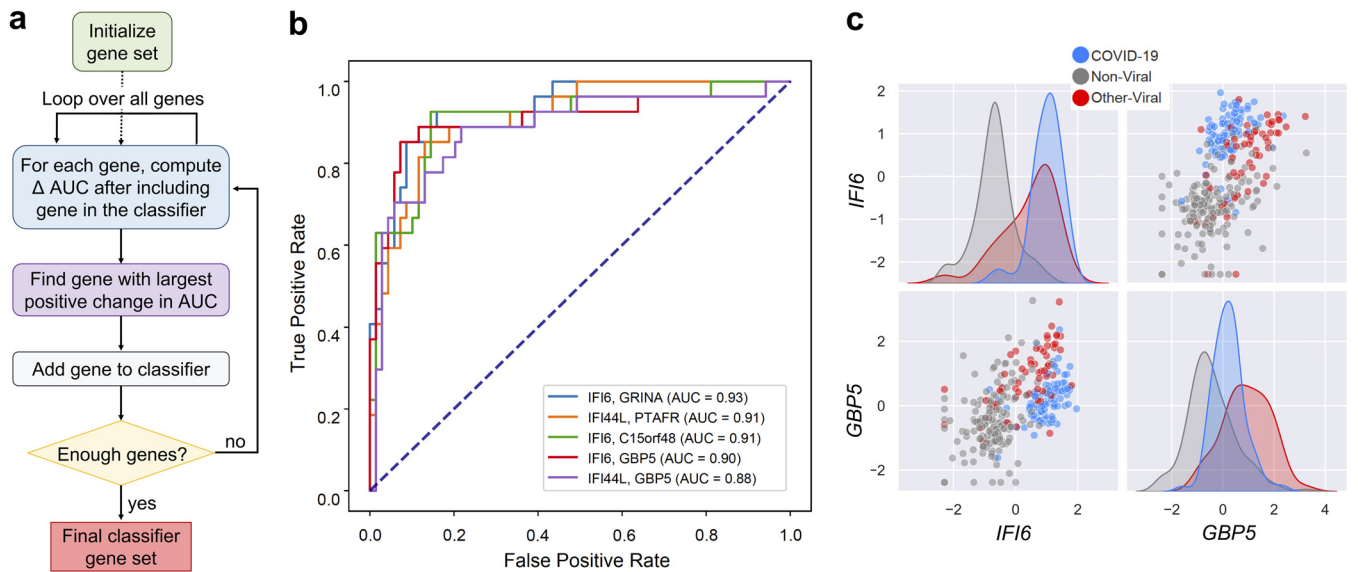 a
Initialize
gene set
Loop over all genes
For each gene, compute
Δ AUC after including
gene in the classifier
Find gene with largest
positive change in AUC
Add gene to classifier
Enough genes?
no
yes
Final classifier
gene set
b
True Positive Rate
1.0
0.8
0.6
0.4
0.2
0.0
0.0
0.2
0.4
0.6
0.8
1.0
False Positive Rate
IFI6, GRINA (AUC = 0.93)
IFI44L, PTAFR (AUC = 0.91)
IFI6, C15orf48 (AUC = 0.91)
IFI6, GBP5 (AUC = 0.90)
IFI44L, GBP5 (AUC = 0.88)
c
COVID-19
Non-Viral
Other-Viral
IFI6
2
1
0
−1
−2
GBP5
2
0
−2
−2
0
2
IFI6
−2
0
2
4
GBP5